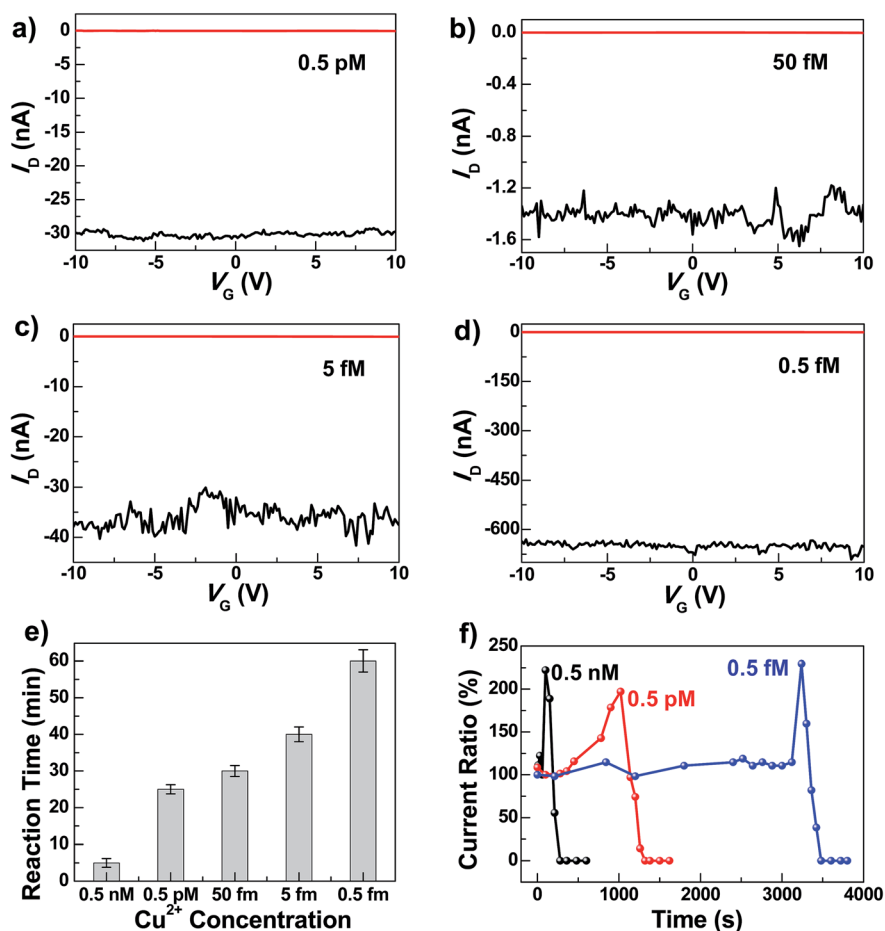 a)
0.5 pM
0
-5
-10
-15
-20
-25
-30
I_D (nA)
-10 -5 0 5 10
V_G (V)
b)
50 fM
0.0
-0.4
-0.8
-1.2
-1.6
I_D (nA)
-10 -5 0 5 10
V_G (V)
c)
5 fM
0
-10
-20
-30
-40
I_D (nA)
-10 -5 0 5 10
V_G (V)
d)
0.5 fM
0
-150
-300
-450
-600
I_D (nA)
-10 -5 0 5 10
V_G (V)
e)
60
50
40
30
20
10
0
Reaction Time (min)
0.5 nM 0.5 pM 50 fm 5 fm 0.5 fm
Cu²⁺ Concentration
f)
250
200
150
100
50
0
Current Ratio (%)
0.5 nM
0.5 pM
0.5 fM
0 1000 2000 3000 4000
Time (s)